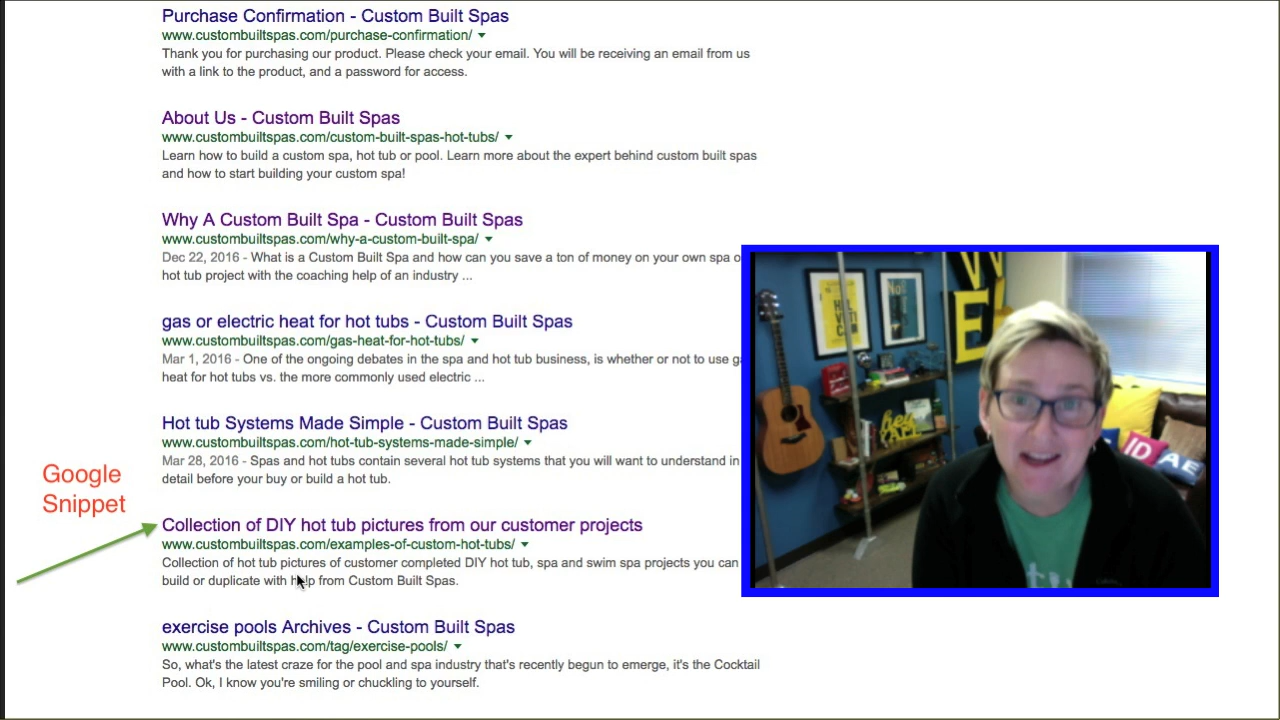 Purchase Confirmation - Custom Built Spas
www.custombuiltspas.com/purchase-confirmation/
Thank you for purchasing our product. Please check your email. You will be receiving an email from us
with a link to the product, and a password for access.
About Us - Custom Built Spas
www.custombuiltspas.com/custom-built-spas-hot-tubs/
Learn how to build a custom spa, hot tub or pool. Learn more about the expert behind custom built spas
and how to start building your custom spa!
Why A Custom Built Spa - Custom Built Spas
www.custombuiltspas.com/why-a-custom-built-spa/
Dec 22, 2016 - What is a Custom Built Spa and how can you save a ton of money on your own spa
hot tub project with the coaching help of an industry ...
gas or electric heat for hot tubs - Custom Built Spas
www.custombuiltspas.com/gas-heat-for-hot-tubs/
Mar 1, 2016 - One of the ongoing debates in the spa and hot tub business, is whether or not to use
heat for hot tubs vs. the more commonly used electric ...
Hot tub Systems Made Simple - Custom Built Spas
www.custombuiltspas.com/hot-tub-systems-made-simple/
Mar 28, 2016 - Spas and hot tubs contain several hot tub systems that you will want to understand in
detail before your buy or build a hot tub.
Google
Snippet
Collection of DIY hot tub pictures from our customer projects
www.custombuiltspas.com/examples-of-custom-hot-tubs/
Collection of hot tub pictures of customer completed DIY hot tub, spa and swim spa projects you can
build or duplicate with help from Custom Built Spas.
exercise pools Archives - Custom Built Spas
www.custombuiltspas.com/tag/exercise-pools/
So, what's the latest craze for the pool and spa industry that's recently begun to emerge, it's the Cocktail
Pool. Ok, I know you're smiling or chuckling to yourself.
WE
hey
ID
AE